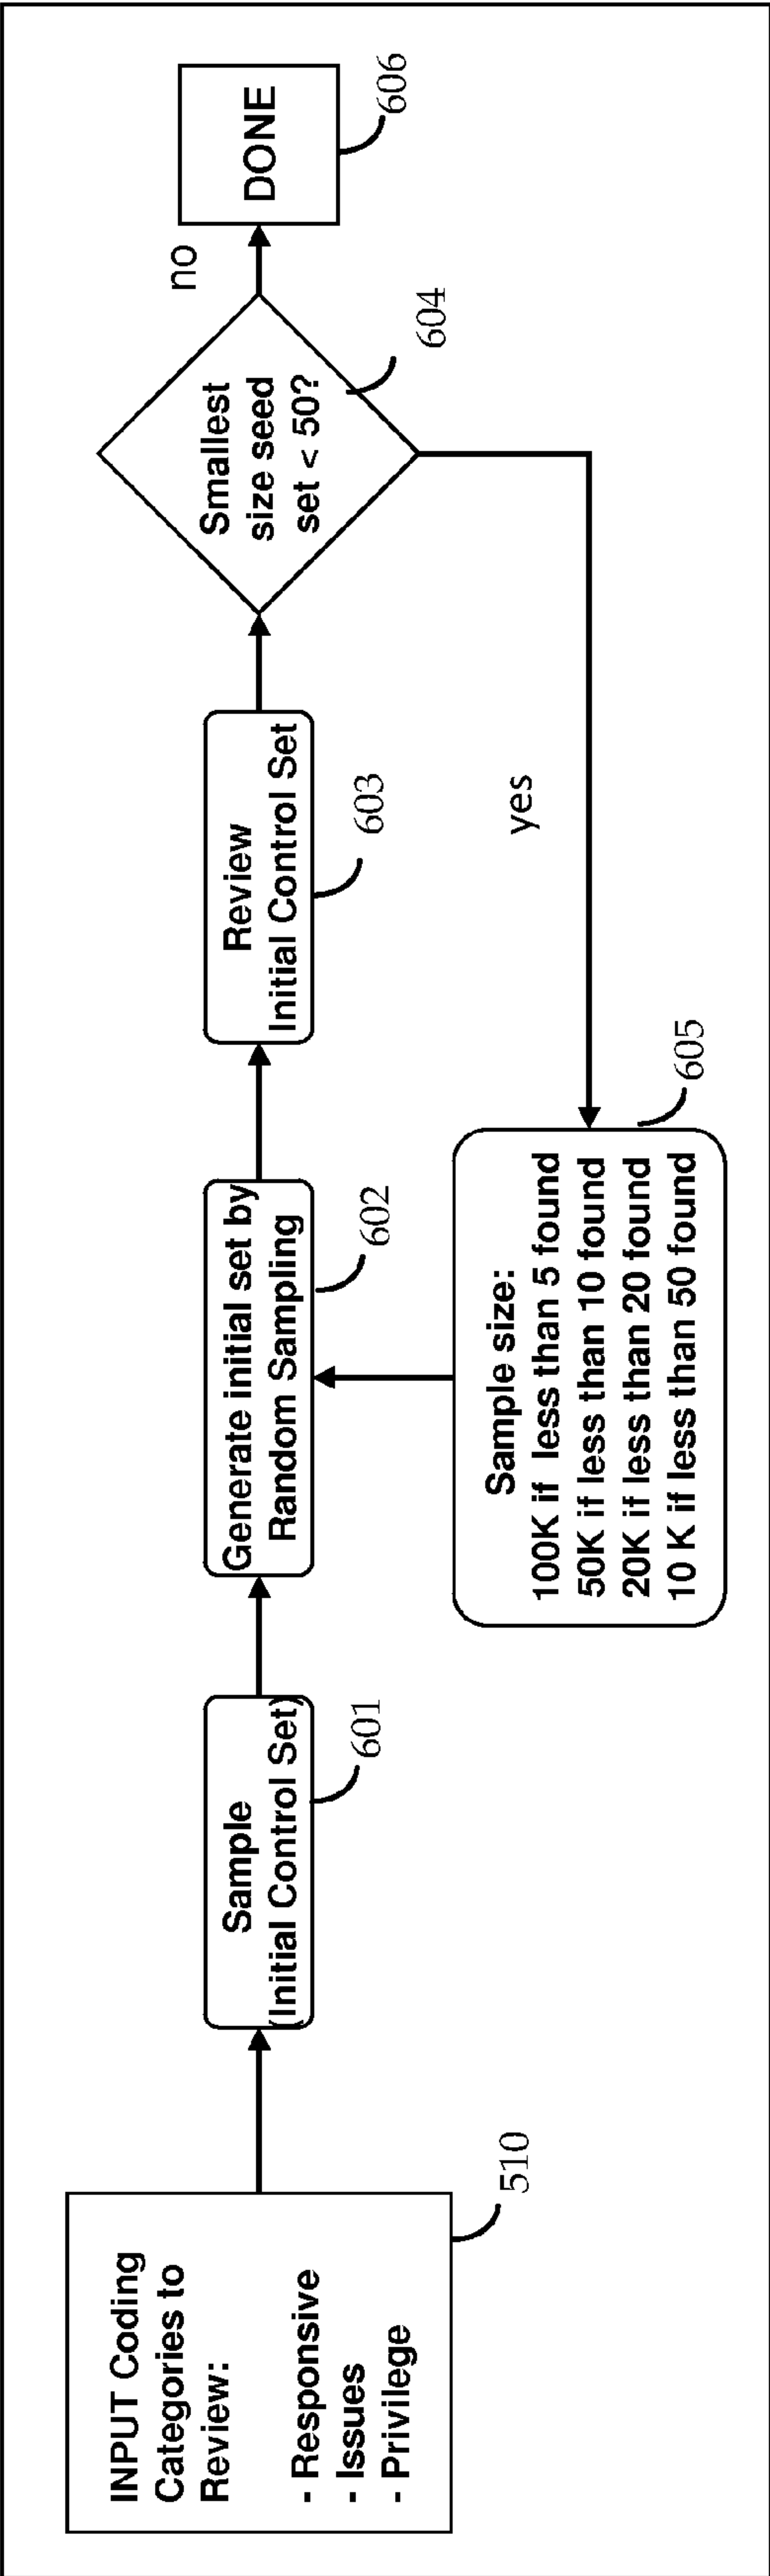 INPUT Coding
Categories to
Review:
- Responsive
- Issues
- Privilege
510
Sample
(Initial Control Set)
601
Generate initial set by
Random Sampling
602
Review
Initial Control Set
603
Smallest
size seed
set < 50?
604
no
DONE
606
yes
Sample size:
100K if less than 5 found
50K if less than 10 found
20K if less than 20 found
10 K if less than 50 found
605